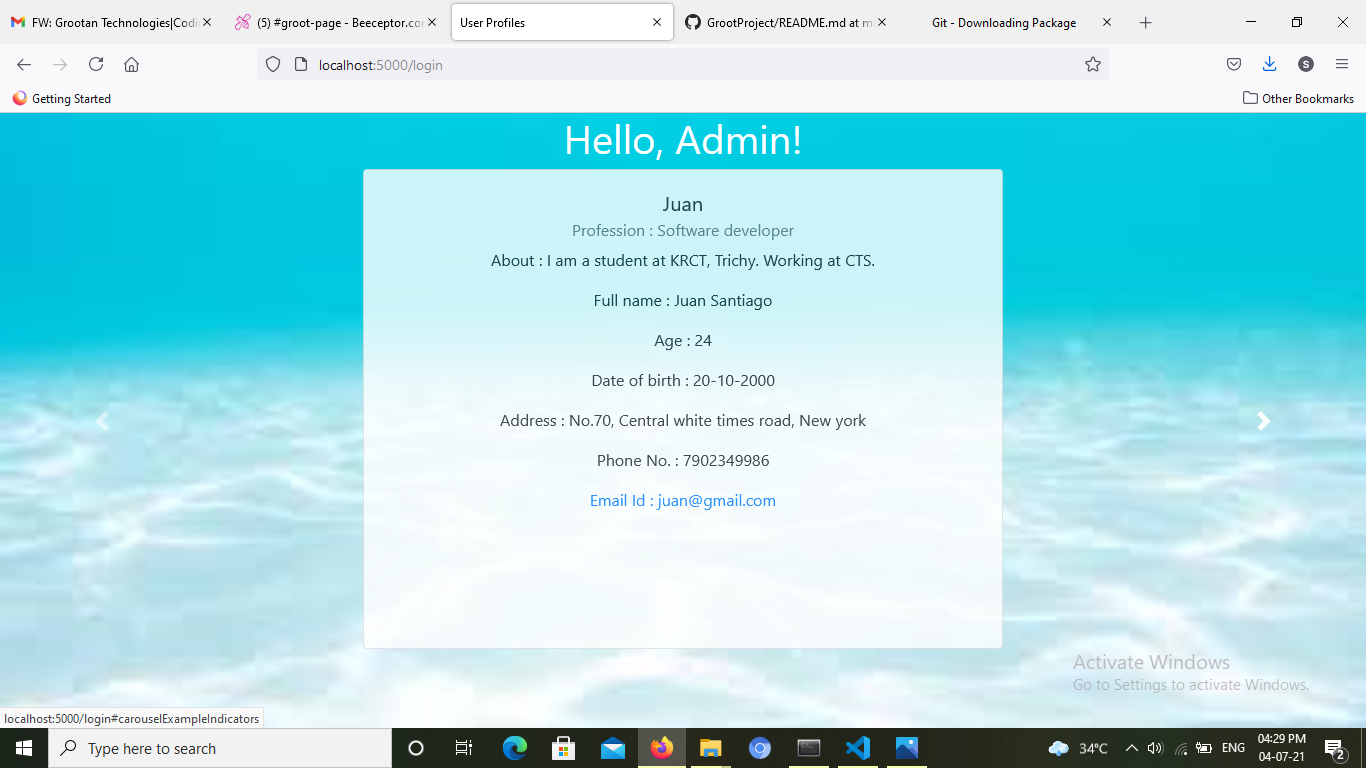 FW: Grootan Technologies|Codi
(5) #groot-page - Beeceptor.co
User Profiles
GrootProject/README.md at m
Git - Downloading Package
localhost:5000/login
S
Getting Started
Other Bookmarks
Hello, Admin!
Juan
Profession : Software developer
About : I am a student at KRCT, Trichy. Working at CTS.
Full name : Juan Santiago
Age : 24
Date of birth : 20-10-2000
Address : No.70, Central white times road, New york
Phone No. : 7902349986
Email Id : juan@gmail.com
Activate Windows
Go to Settings to activate Windows.
localhost:5000/login#carouselExampleIndicators
Type here to search
34°C
ENG
04:29 PM
04-07-21
2